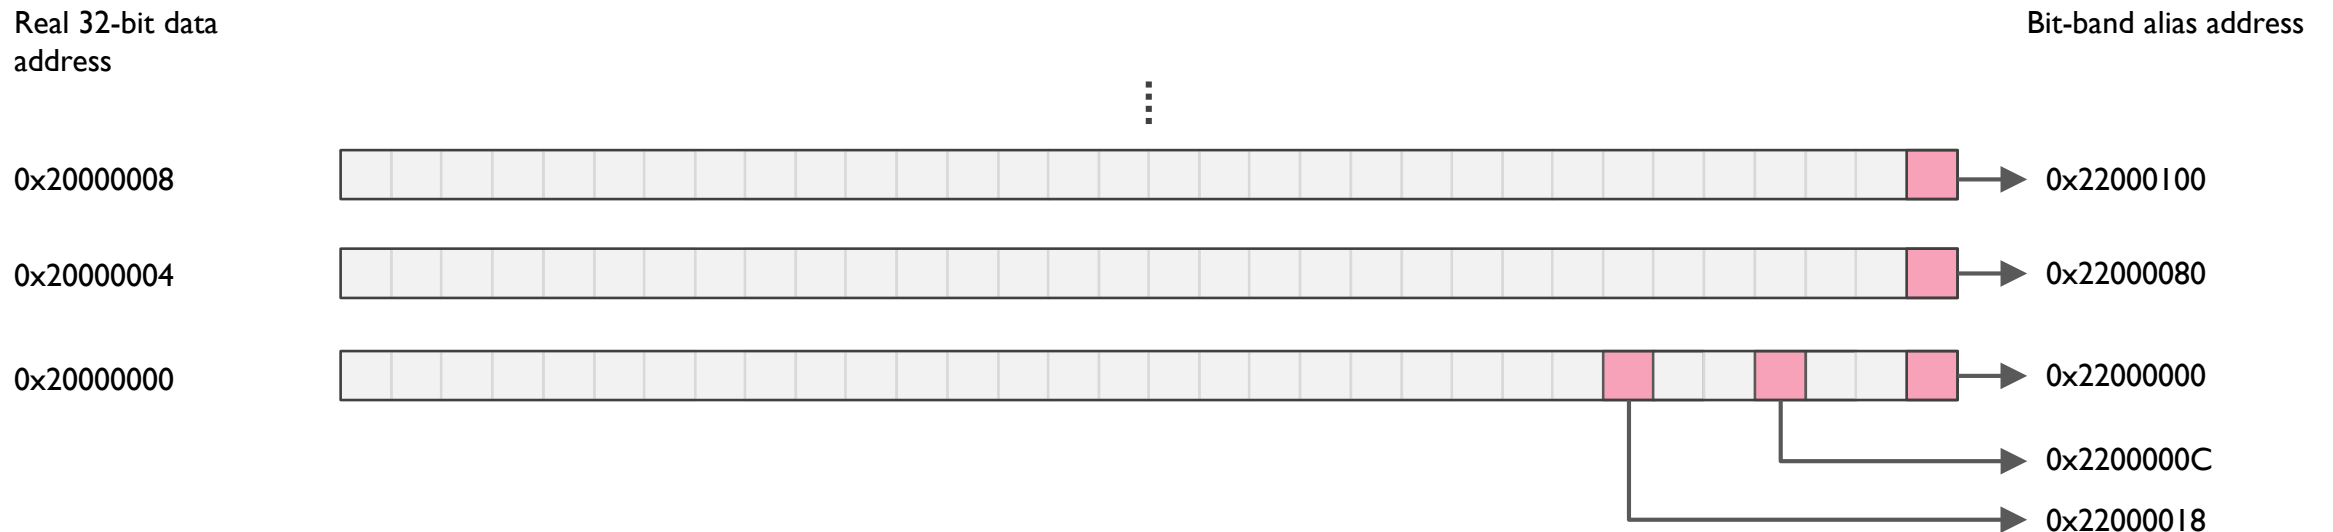 Real 32-bit data
address
Bit-band alias address
0x20000008
0x22000100
0x20000004
0x22000080
0x20000000
0x22000000
0x2200000C
0x22000018